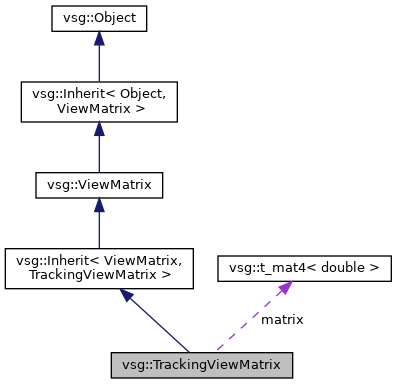 vsg::Object
vsg::Inherit< Object,
ViewMatrix >
vsg::ViewMatrix
vsg::Inherit< ViewMatrix,
TrackingViewMatrix >
vsg::t_mat4< double >
matrix
vsg::TrackingViewMatrix